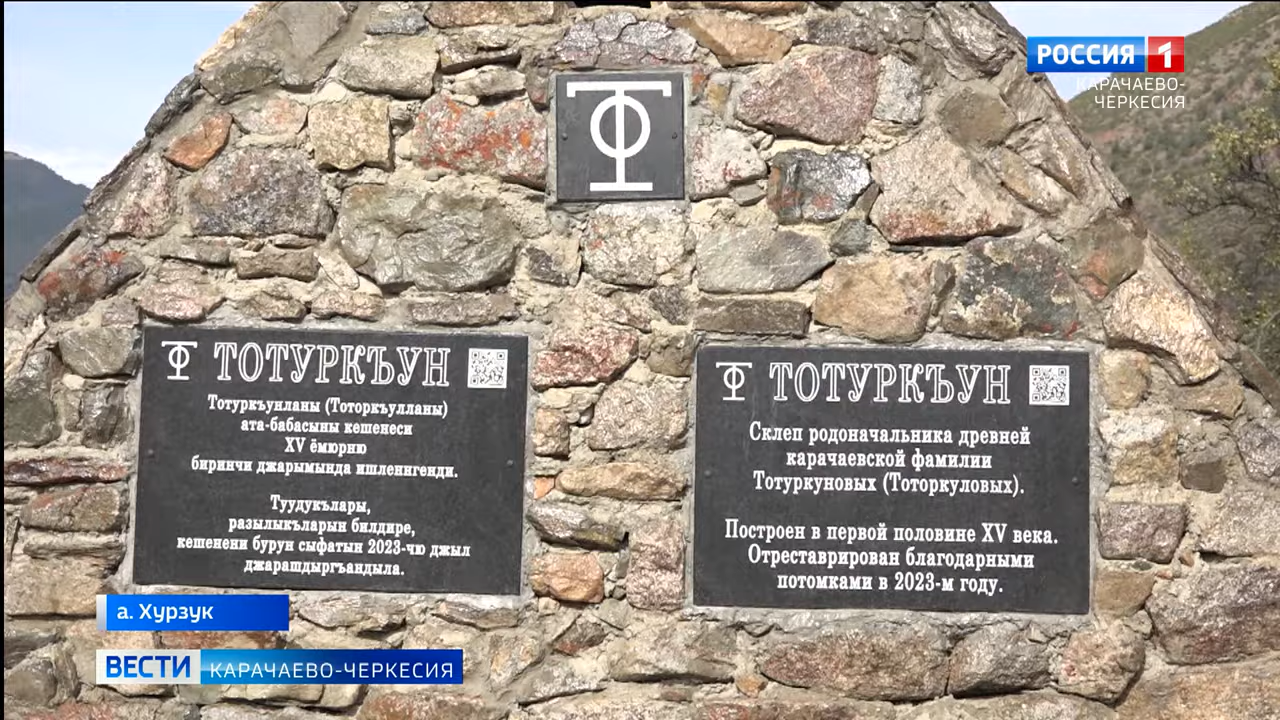 РОССИЯ 1
КАРАЧАЕВО-
ЧЕРКЕСИЯ
ТОТУРКЪУН
Тотуркъунланы (Тоторкъулланы)
ата-бабасыны кешенеси
XV ёмюрню
биринчи джарымында ишленнгенди.
Туудукълары,
разылыкъларын билдире,
кешенени бурун сыфатын 2023-чю джыл
джарашдыргъандыла.
ТОТУРКЪУН
Склеп родоначальника древней
карачаевской фамилии
Тотуркуновых (Тоторкуловых).
Построен в первой половине XV века.
Отреставрирован благодарными
потомками в 2023-м году.
а. Хурзук
ВЕСТИ КАРАЧАЕВО-ЧЕРКЕСИЯ